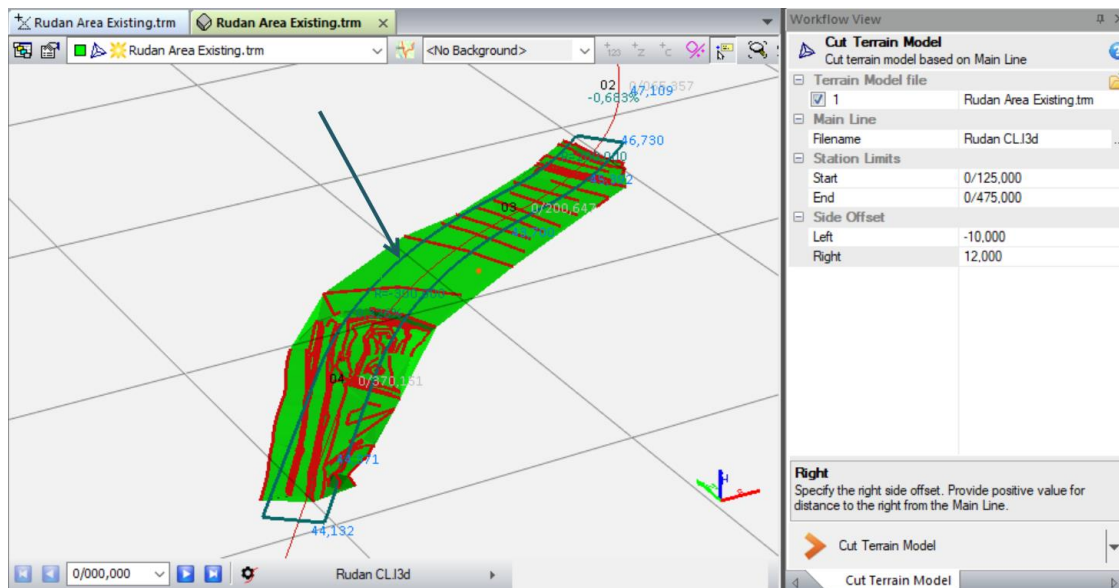 Rudan Area Existing.trm
Rudan Area Existing.trm
Rudan Area Existing.trm
<No Background>
02
0/065,357
47,109
-0,683%
46,730
03
0/200,647
04
0/370,161
44,132
0/000,000
Rudan CL.l3d
Workflow View
Cut Terrain Model
Cut terrain model based on Main Line
Terrain Model file
1 Rudan Area Existing.trm
Main Line
Filename Rudan CL.l3d ...
Station Limits
Start 0/125,000
End 0/475,000
Side Offset
Left -10,000
Right 12,000
Right
Specify the right side offset. Provide positive value for
distance to the right from the Main Line.
Cut Terrain Model
Cut Terrain Model